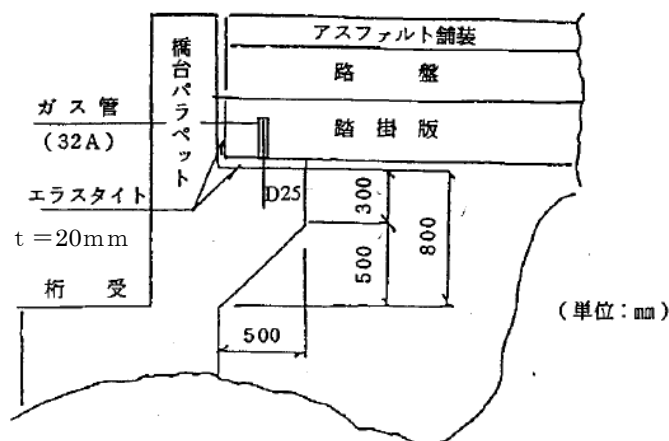 アスファルト舗装
橋台パラペット
路盤
ガス管
(32A)
踏掛版
エラスタイト
D25
300
t=20mm
800
500
桁受
(単位:㎜)
500